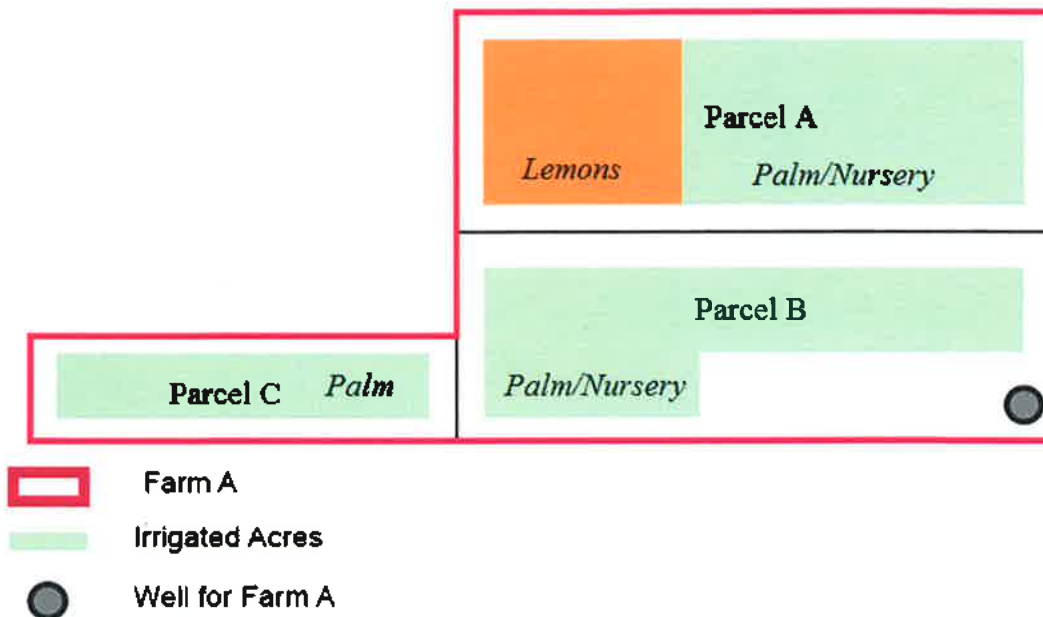 Parcel A
Lemons
Palm/Nursery
Parcel B
Palm/Nursery
Parcel C
Palm
Farm A
Irrigated Acres
Well for Farm A